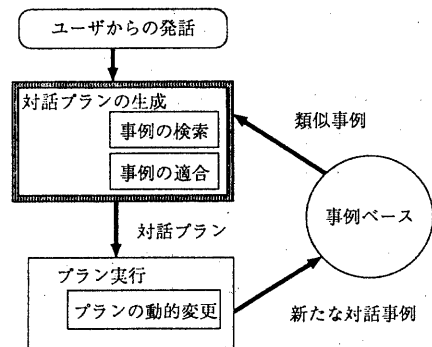 ユーザからの発話
対話プランの生成
事例の検索
事例の適合
類似事例
事例ベース
対話プラン
プラン実行
プランの動的変更
新たな対話事例